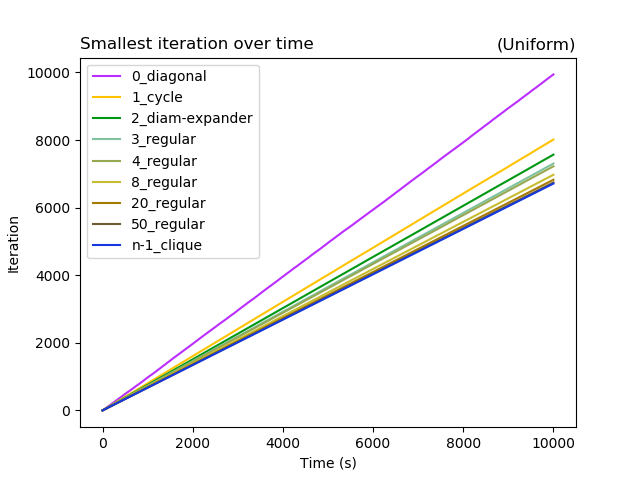 Smallest iteration over time
(Uniform)
10000
8000
6000
4000
2000
0
Iteration
0_diagonal
1_cycle
2_diam-expander
3_regular
4_regular
8_regular
20_regular
50_regular
n-1_clique
0 2000 4000 6000 8000 10000
Time (s)